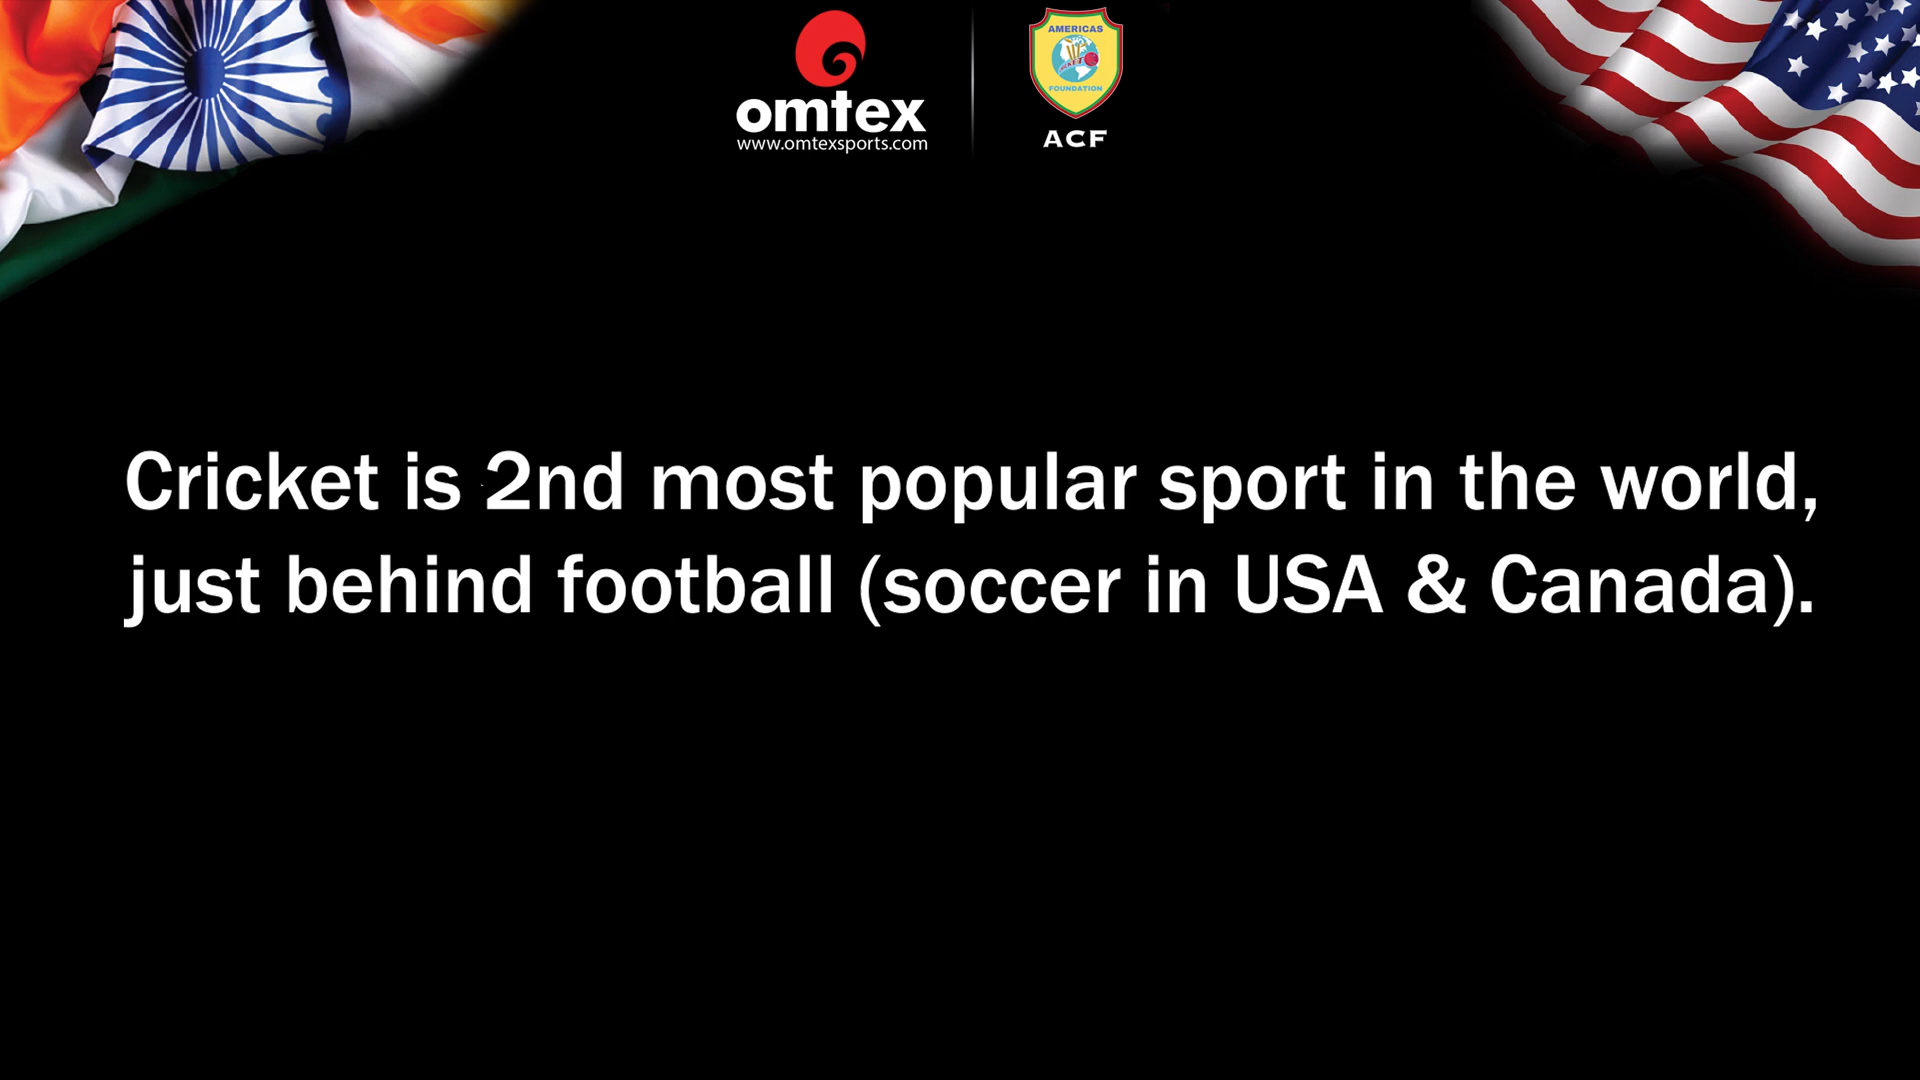 omtex
www.omtexsports.com
AMERICAS
CRICKET
FOUNDATION
ACF
Cricket is 2nd most popular sport in the world,
just behind football (soccer in USA & Canada).